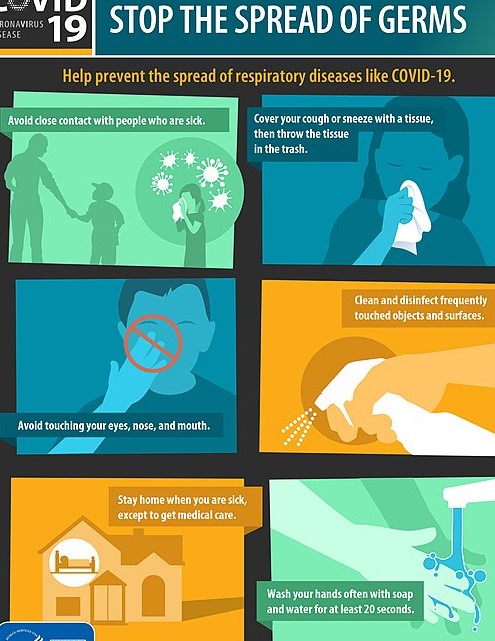 19
STOP THE SPREAD OF GERMS
Help prevent the spread of respiratory diseases like COVID-19.
Avoid close contact with people who are sick.
Cover your cough or sneeze with a tissue,
then throw the tissue
in the trash.
Clean and disinfect frequently
touched objects and surfaces.
Avoid touching your eyes, nose, and mouth.
Stay home when you are sick,
except to get medical care.
Wash your hands often with soap
and water for at least 20 seconds.